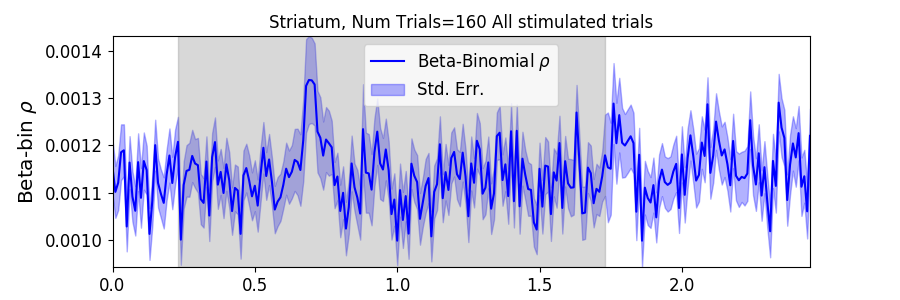 Striatum, Num Trials=160 All stimulated trials
Beta-bin ρ
0.0014
0.0013
0.0012
0.0011
0.0010
Beta-Binomial ρ
Std. Err.
0.0 0.5 1.0 1.5 2.0